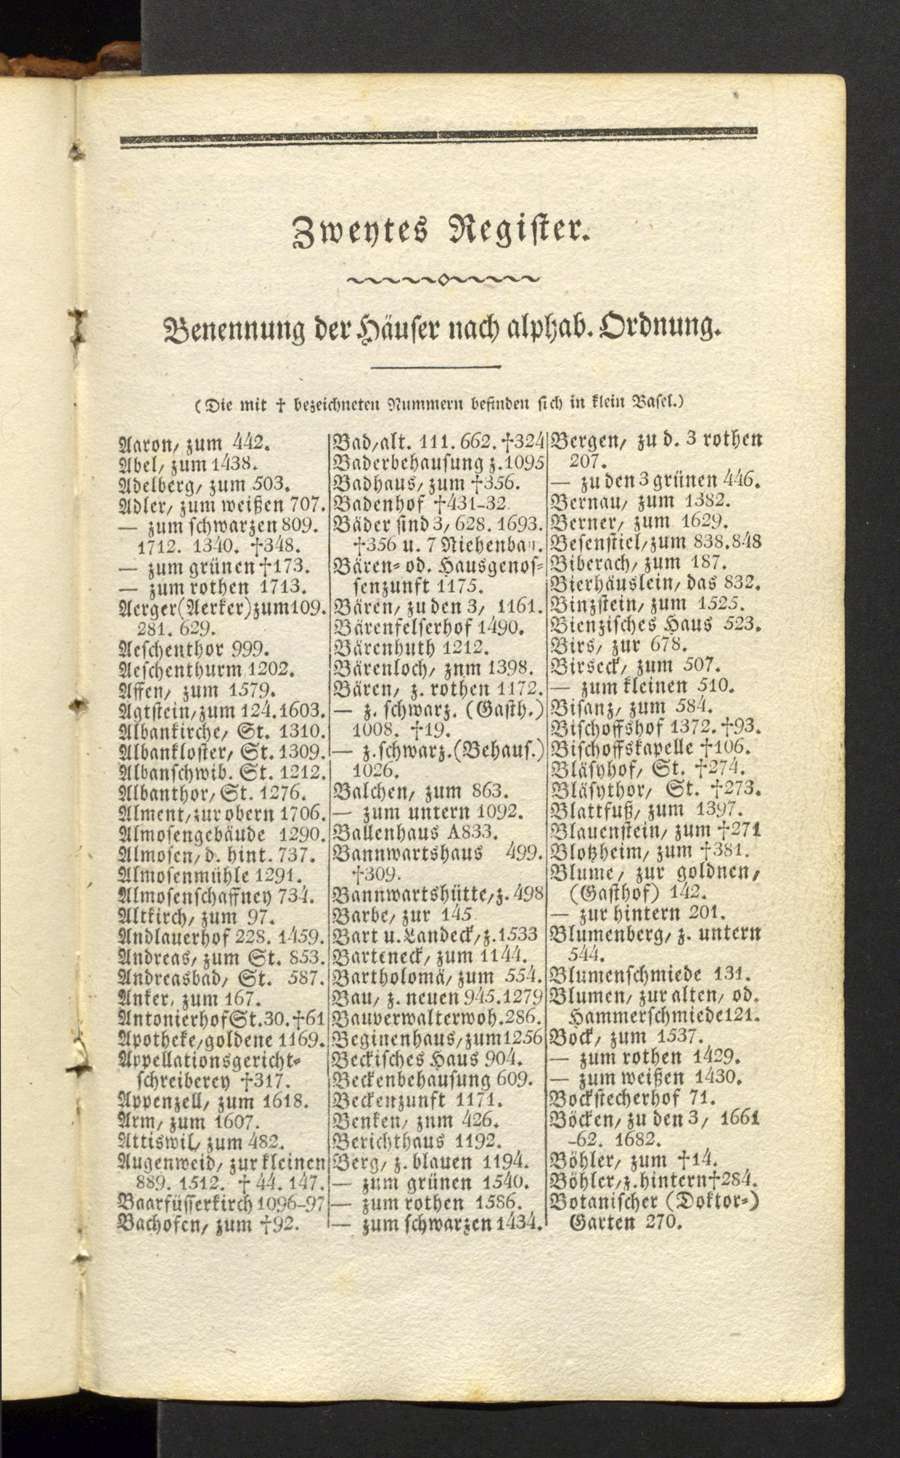 Zweytes Register.
Benennung der Häuser nach alphab. Ordnung.
(Die mit † bezeichneten Nummern befinden sich in klein Basel.)
Aaron, zum 442.
Abel, zum 1438.
Adelberg, zum 503.
Adler, zum weißen 707.
— zum schwarzen 809.
1712. 1340. †348.
— zum grünen †173.
— zum rothen 1713.
Aerger (Aerker) zum 109.
281. 629.
Aeschenthor 999.
Aeschenthurm 1202.
Affen, zum 1579.
Agtstein, zum 124. 1603.
Albankirche, St. 1310.
Albankloster, St. 1309.
Albanschwib. St. 1212.
Albanthor, St. 1276.
Alment, zur obern 1706.
Almosengebäude 1290.
Almosen, d. hint. 737.
Almosenmühle 1291.
Almosenschaffney 734.
Altkirch, zum 97.
Andlauerhof 228. 1459.
Andreas, zum St. 853.
Andreasbad, St. 587.
Anker, zum 167.
Antonierhof St. 30. †61
Apotheke, goldene 1169.
Appellationsgericht-
schreiberey †317.
Appenzell, zum 1618.
Arm, zum 1607.
Attiswil, zum 482.
Augenweid, zur kleinen
889. 1512. † 44. 147.
Baarfüsserkirch 1096-97
Bachofen, zum †92.
Bad, alt. 111. 662. †324
Baderbehausung z. 1095
Badhaus, zum †356.
Badenhof †431-32
Bäder sind 3, 628. 1693.
†356 u. 7 Niehenban.
Bären- od. Hausgenos-
senzunft 1175.
Bären, zu den 3, 1161.
Bärenfelserhof 1490.
Bärenhuth 1212.
Bärenloch, znm 1398.
Bären, z. rothen 1172.
— z. schwarz. (Gasth.)
1008. †19.
— z. schwarz. (Behaus.)
1026.
Balchen, zum 863.
— zum untern 1092.
Ballenhaus A833.
Bannwartshaus 499.
†309.
Bannwartshütte, z. 498
Barbe, zur 145
Bart u. Landeck, z. 1533
Barteneck, zum 1144.
Bartholomä, zum 554.
Bau, z. neuen 945. 1279
Bauverwalterwoh. 286.
Beginenhaus, zum 1256
Beckisches Haus 904.
Beckenbehausung 609.
Beckenzunft 1171.
Benken, znm 426.
Berichthaus 1192.
Berg, z. blauen 1194.
— zum grünen 1540.
— zum rothen 1586.
— zum schwarzen 1434.
Bergen, zu d. 3 rothen
207.
— zu den 3 grünen 446.
Bernau, zum 1382.
Berner, zum 1629.
Besenstiel, zum 838. 848
Biberach, zum 187.
Bierhäuslein, das 832.
Binzstein, zum 1525.
Bienzisches Haus 523.
Birs, zur 678.
Birseck, zum 507.
— zum kleinen 510.
Bisanz, zum 584.
Bischoffshof 1372. †93.
Bischoffskapelle †106.
Bläsyhof, St. †274.
Bläsythor, St. †273.
Blattfuß, zum 1397.
Blauenstein, zum †271
Blotzheim, zum †381.
Blume, zur goldnen,
(Gasthof) 142.
— zur hintern 201.
Blumenberg, z. untern
544.
Blumenschmiede 131.
Blumen, zur alten, od.
Hammerschmiede 121.
Bock, zum 1537.
— zum rothen 1429.
— zum weißen 1430.
Bockstecherhof 71.
Böcken, zu den 3, 1661
-62. 1682.
Böhler, zum †14.
Böhler, z. hintern †284.
Botanischer (Doktor-)
Garten 270.